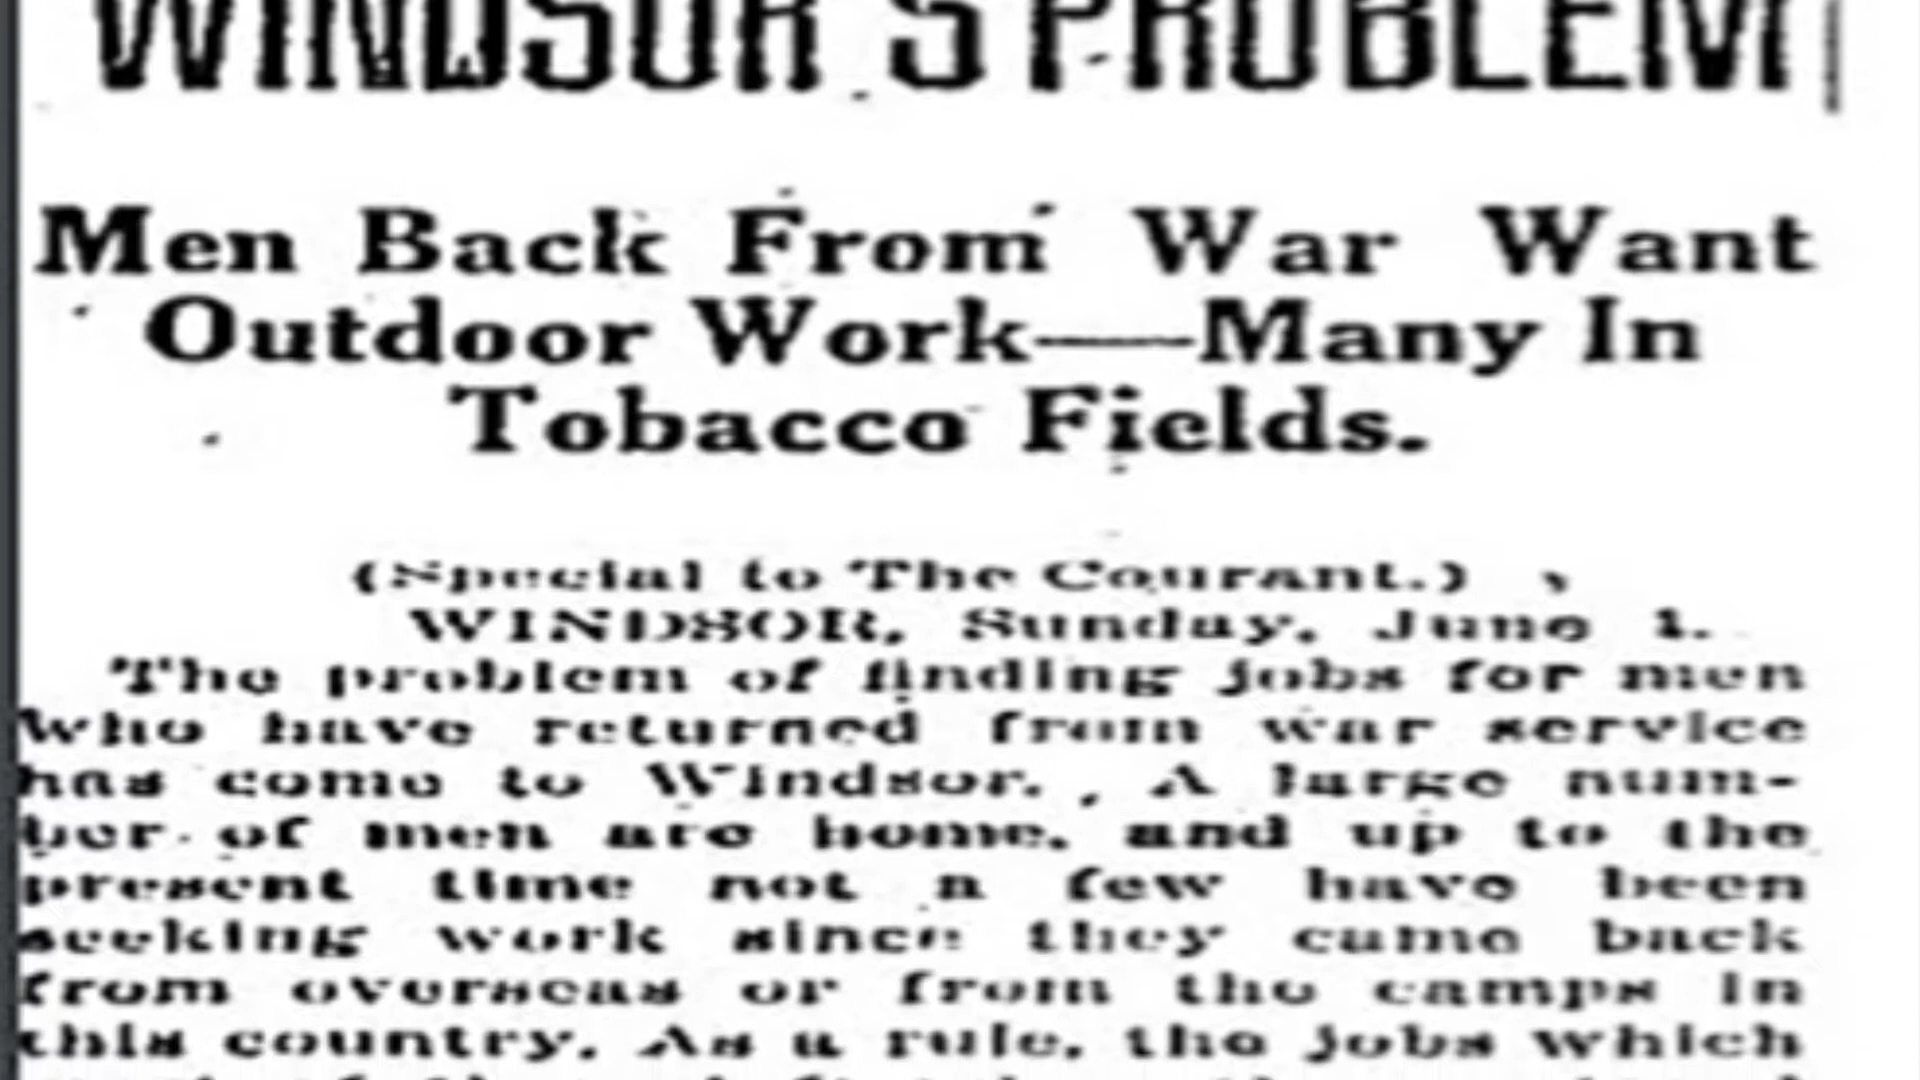 WINDSOR'S PROBLEM
Men Back From War Want
Outdoor Work—Many In
Tobacco Fields.
(Special to The Courant.)
WINDSOR, Sunday, June 1.
The problem of finding jobs for men
who have returned from war service
has come to Windsor. A large num-
ber of men are home, and up to the
present time not a few have been
seeking work since they came back
from overseas or from the camps in
this country. As a rule, the jobs which